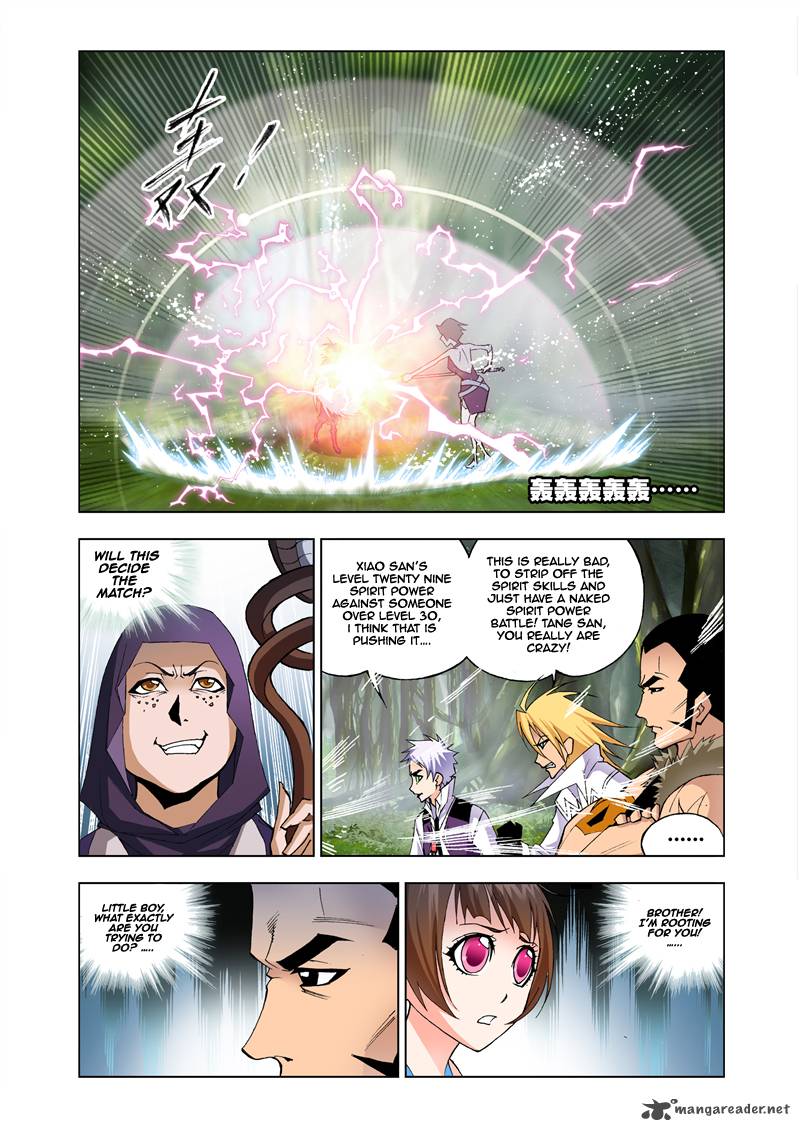 轰!
轰轰轰轰轰……
WILL THIS
DECIDE
THE
MATCH?
XIAO SAN'S
LEVEL TWENTY NINE
SPIRIT POWER
AGAINST SOMEONE
OVER LEVEL 30,
I THINK THAT IS
PUSHING IT....
THIS IS REALLY BAD,
TO STRIP OFF THE
SPIRIT SKILLS AND
JUST HAVE A NAKED
SPIRIT POWER
BATTLE! TANG SAN,
YOU REALLY ARE
CRAZY!
......
LITTLE BOY,
WHAT EXACTLY
ARE YOU
TRYING TO
DO? .....
BROTHER!
I'M ROOTING
FOR YOU!
......
mangareader.net